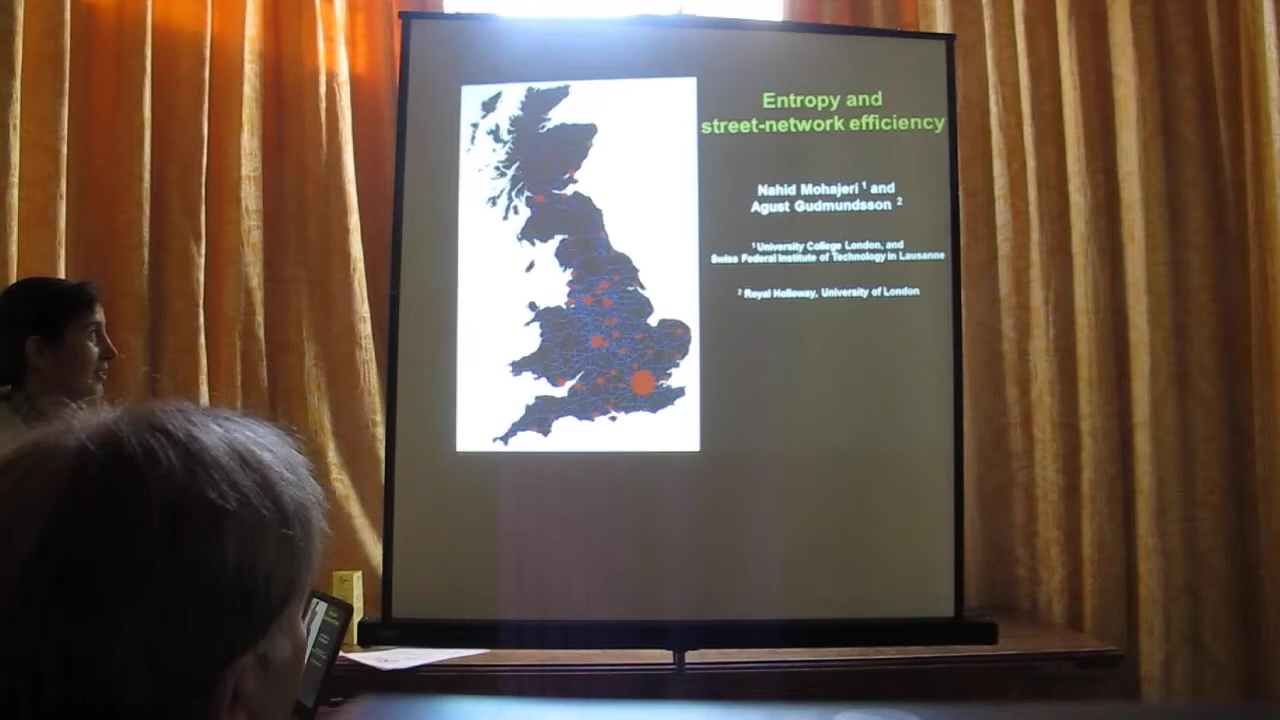 Entropy and
street-network efficiency
Nahid Mohajeri ¹ and
Agust Gudmundsson ²
¹ University College London, and
Swiss Federal Institute of Technology in Lausanne
² Royal Holloway, University of London